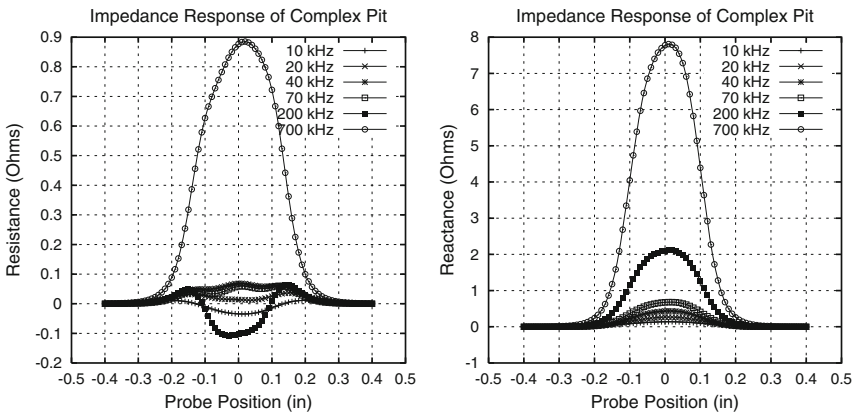 Impedance Response of Complex Pit
0.9
0.8
0.7
0.6
0.5
0.4
0.3
0.2
0.1
0
-0.1
-0.2
Resistance (Ohms)
10 kHz
20 kHz
40 kHz
70 kHz
200 kHz
700 kHz
-0.5 -0.4 -0.3 -0.2 -0.1 0 0.1 0.2 0.3 0.4 0.5
Probe Position (in)
Impedance Response of Complex Pit
8
7
6
5
4
3
2
1
0
-1
Reactance (Ohms)
10 kHz
20 kHz
40 kHz
70 kHz
200 kHz
700 kHz
-0.5 -0.4 -0.3 -0.2 -0.1 0 0.1 0.2 0.3 0.4 0.5
Probe Position (in)